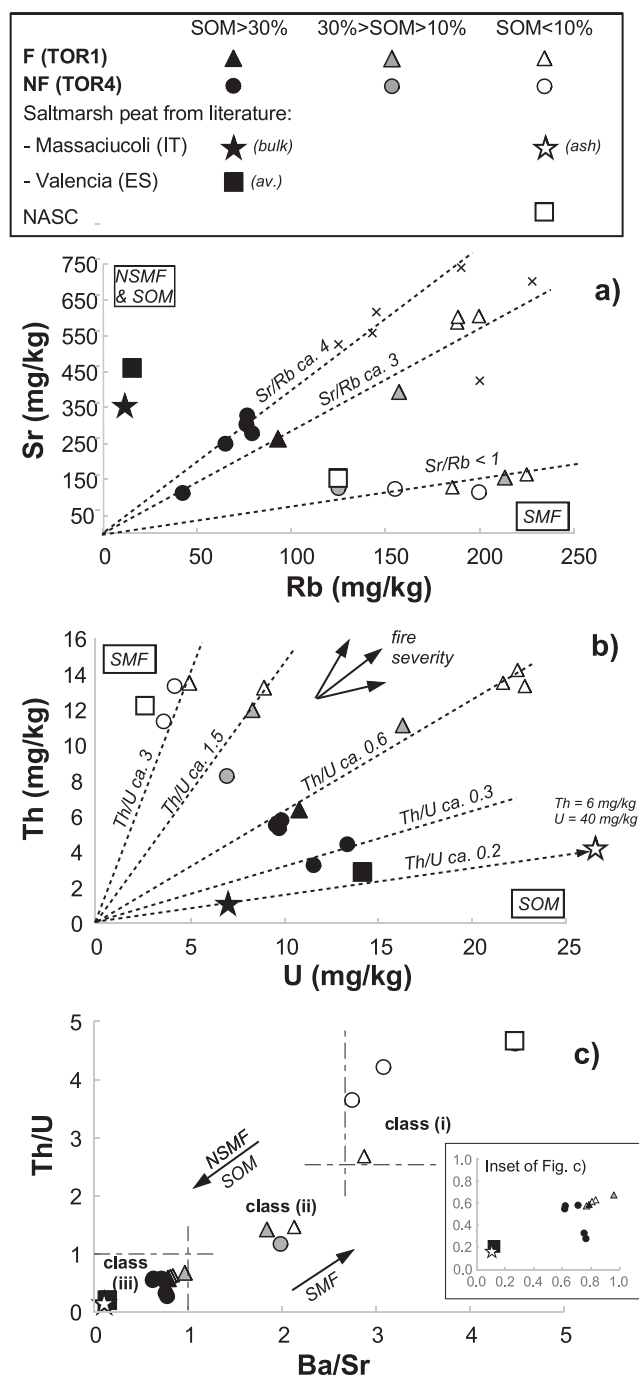 SOM>30% 30%>SOM>10% SOM<10%
F (TOR1)
NF (TOR4)
Saltmarsh peat from literature:
- Massaciucoli (IT) (bulk) (ash)
- Valencia (ES) (av.)
NASC
a)
NSMF
& SOM
750
650
550
450
350
250
150
50
Sr (mg/kg)
Sr/Rb ca. 4
Sr/Rb ca. 3
Sr/Rb < 1
SMF
0 50 100 150 200 250
Rb (mg/kg)
b)
SMF
fire
severity
16
14
12
10
8
6
4
2
0
Th (mg/kg)
Th/U ca. 3
Th/U ca. 1.5
Th/U ca. 0.6
Th/U ca. 0.3
Th/U ca. 0.2
Th = 6 mg/kg
U = 40 mg/kg
SOM
0 5 10 15 20 25
U (mg/kg)
c)
5
4
3
2
1
0
Th/U
class (i)
NSMF
SOM
class (ii)
class
(iii)
SMF
Inset of Fig. c)
1.0
0.8
0.6
0.4
0.2
0.0
0.0 0.2 0.4 0.6 0.8 1.0
0 1 2 3 4 5
Ba/Sr